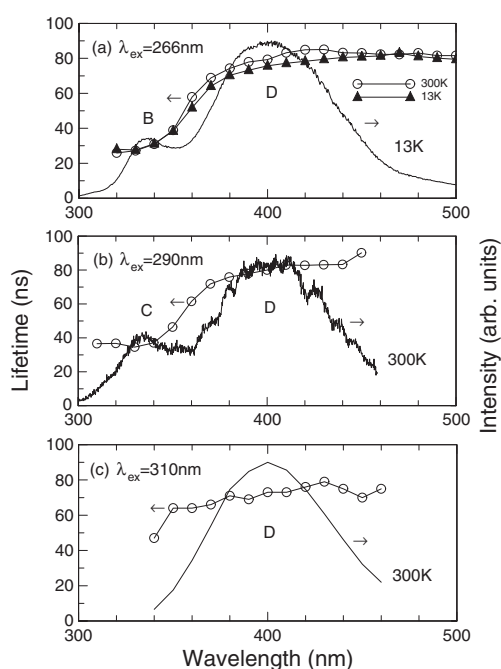 (a) λex=266nm
100
80
60
40
20
0
B
D
300K
13K
13K
300
400
500
(b) λex=290nm
100
80
60
40
20
0
C
D
300K
300
400
500
(c) λex=310nm
100
80
60
40
20
0
D
300K
300
400
500
Lifetime (ns)
Intensity (arb. units)
Wavelength (nm)